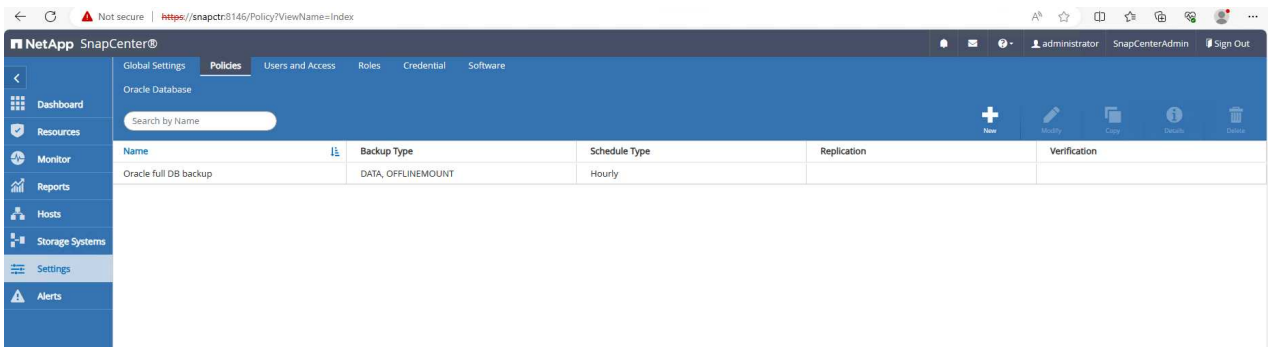 Not secure | https://snapctr:8146/Policy?ViewName=Index
NetApp SnapCenter®
administrator SnapCenterAdmin Sign Out
Global Settings Policies Users and Access Roles Credential Software
Oracle Database
Search by Name
New Modify Copy Details Delete
Dashboard
Resources
Monitor
Reports
Hosts
Storage Systems
Settings
Alerts
Name Backup Type Schedule Type Replication Verification
Oracle full DB backup DATA, OFFLINEMOUNT Hourly